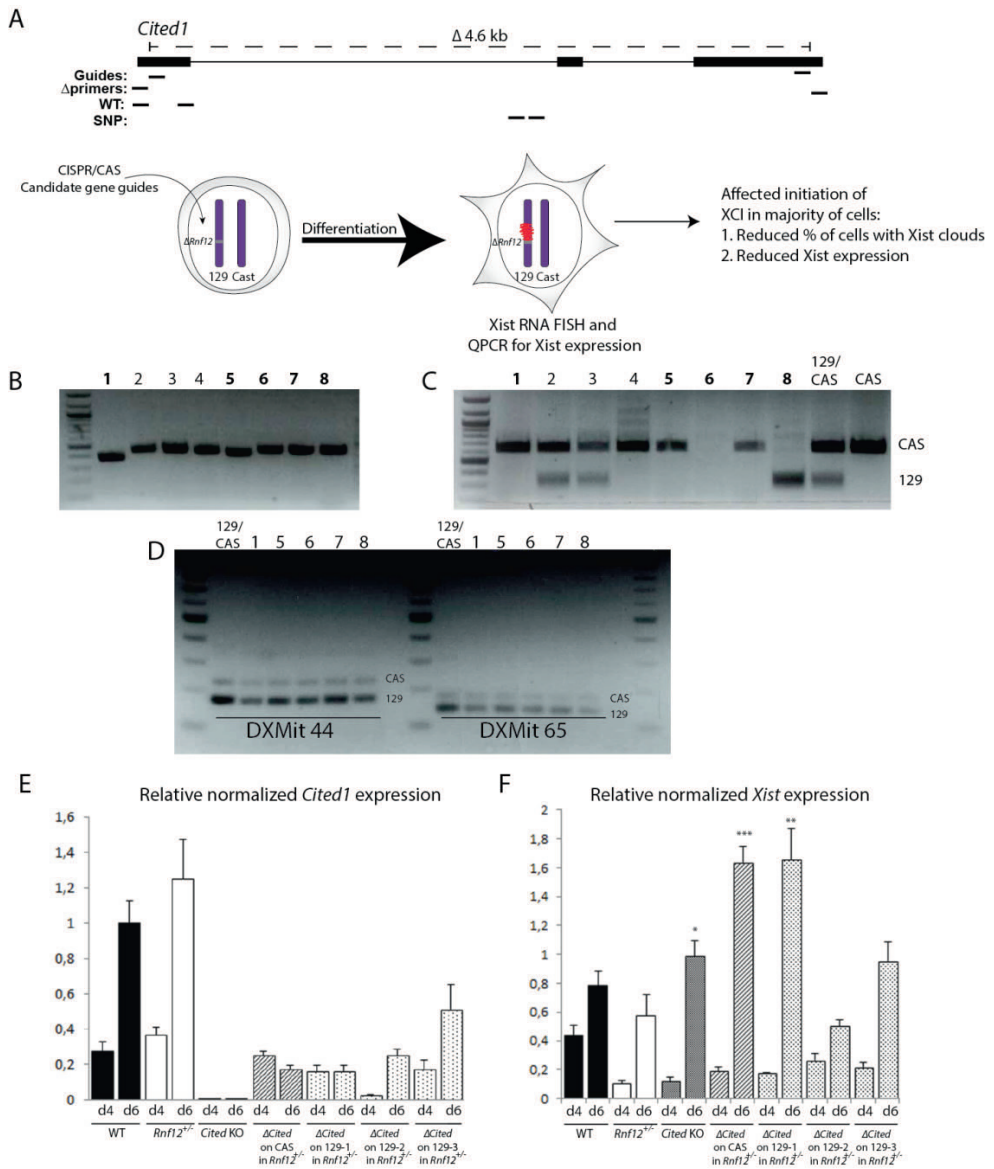 A
Cited1
Δ 4.6 kb
Guides:
Δprimers:
WT:
SNP:
CISPR/CAS
Candidate gene guides
ΔRnf12
129 Cast
Differentiation
ΔRnf12
129 Cast
Xist RNA FISH and
QPCR for Xist expression
Affected initiation of
XCI in majority of cells:
1. Reduced % of cells with Xist clouds
2. Reduced Xist expression
B
1 2 3 4 5 6 7 8
C
1 2 3 4 5 6 7 8 129/CAS CAS
CAS
129
D
129/CAS 1 5 6 7 8
129/CAS 1 5 6 7 8
CAS
129
CAS
129
DXMit 44
DXMit 65
E
Relative normalized Cited1 expression
1,6
1,4
1,2
1
0,8
0,6
0,4
0,2
0
d4 d6 d4 d6 d4 d6 d4 d6 d4 d6 d4 d6 d4 d6
WT
Rnf12+/-
Cited KO
ΔCited on CAS in Rnf12+/-
ΔCited on 129-1 in Rnf12+/-
ΔCited on 129-2 in Rnf12+/-
ΔCited on 129-3 in Rnf12+/-
F
Relative normalized Xist expression
2
1,8
1,6
1,4
1,2
1
0,8
0,6
0,4
0,2
0
*
***
**
d4 d6 d4 d6 d4 d6 d4 d6 d4 d6 d4 d6 d4 d6
WT
Rnf12+/-
Cited KO
ΔCited on CAS in Rnf12+/-
ΔCited on 129-1 in Rnf12+/-
ΔCited on 129-2 in Rnf12+/-
ΔCited on 129-3 in Rnf12+/-